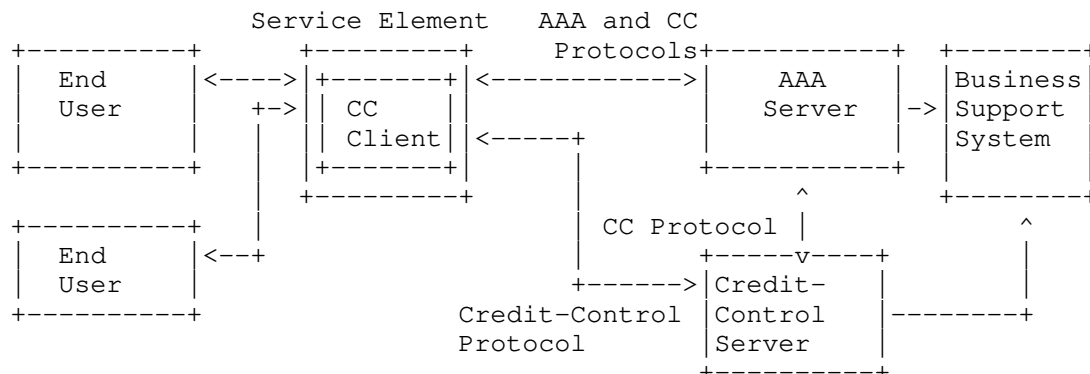 Service Element AAA and CC
Protocols
End AAA Business
User CC Server Support
Client System
CC Protocol
End
User Credit-
Credit-Control Control
Protocol Server